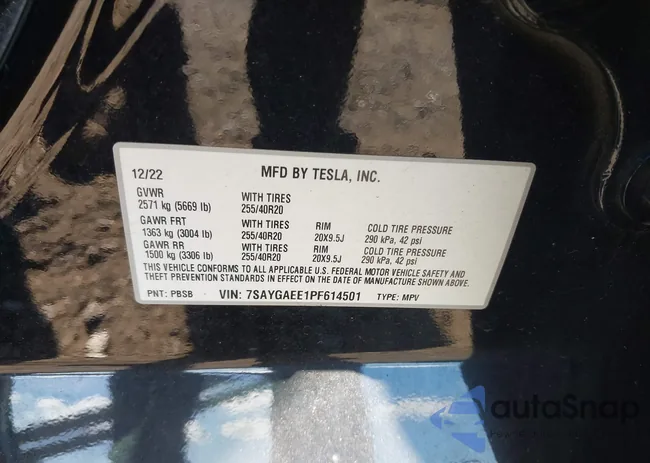 12/22 MFD BY TESLA, INC.
GVWR WITH TIRES
2571 kg (5669 lb) 255/40R20
GAWR FRT WITH TIRES RIM COLD TIRE PRESSURE
1363 kg (3004 lb) 255/40R20 20X9.5J 290 kPa, 42 psi
GAWR RR WITH TIRES RIM COLD TIRE PRESSURE
1500 kg (3306 lb) 255/40R20 20X9.5J 290 kPa, 42 psi
THIS VEHICLE CONFORMS TO ALL APPLICABLE U.S. FEDERAL MOTOR VEHICLE SAFETY AND
THEFT PREVENTION STANDARDS IN EFFECT ON THE DATE OF MANUFACTURE SHOWN ABOVE.
PNT: PBSB VIN: 7SAYGAEE1PF614501 TYPE: MPV
autoSnap